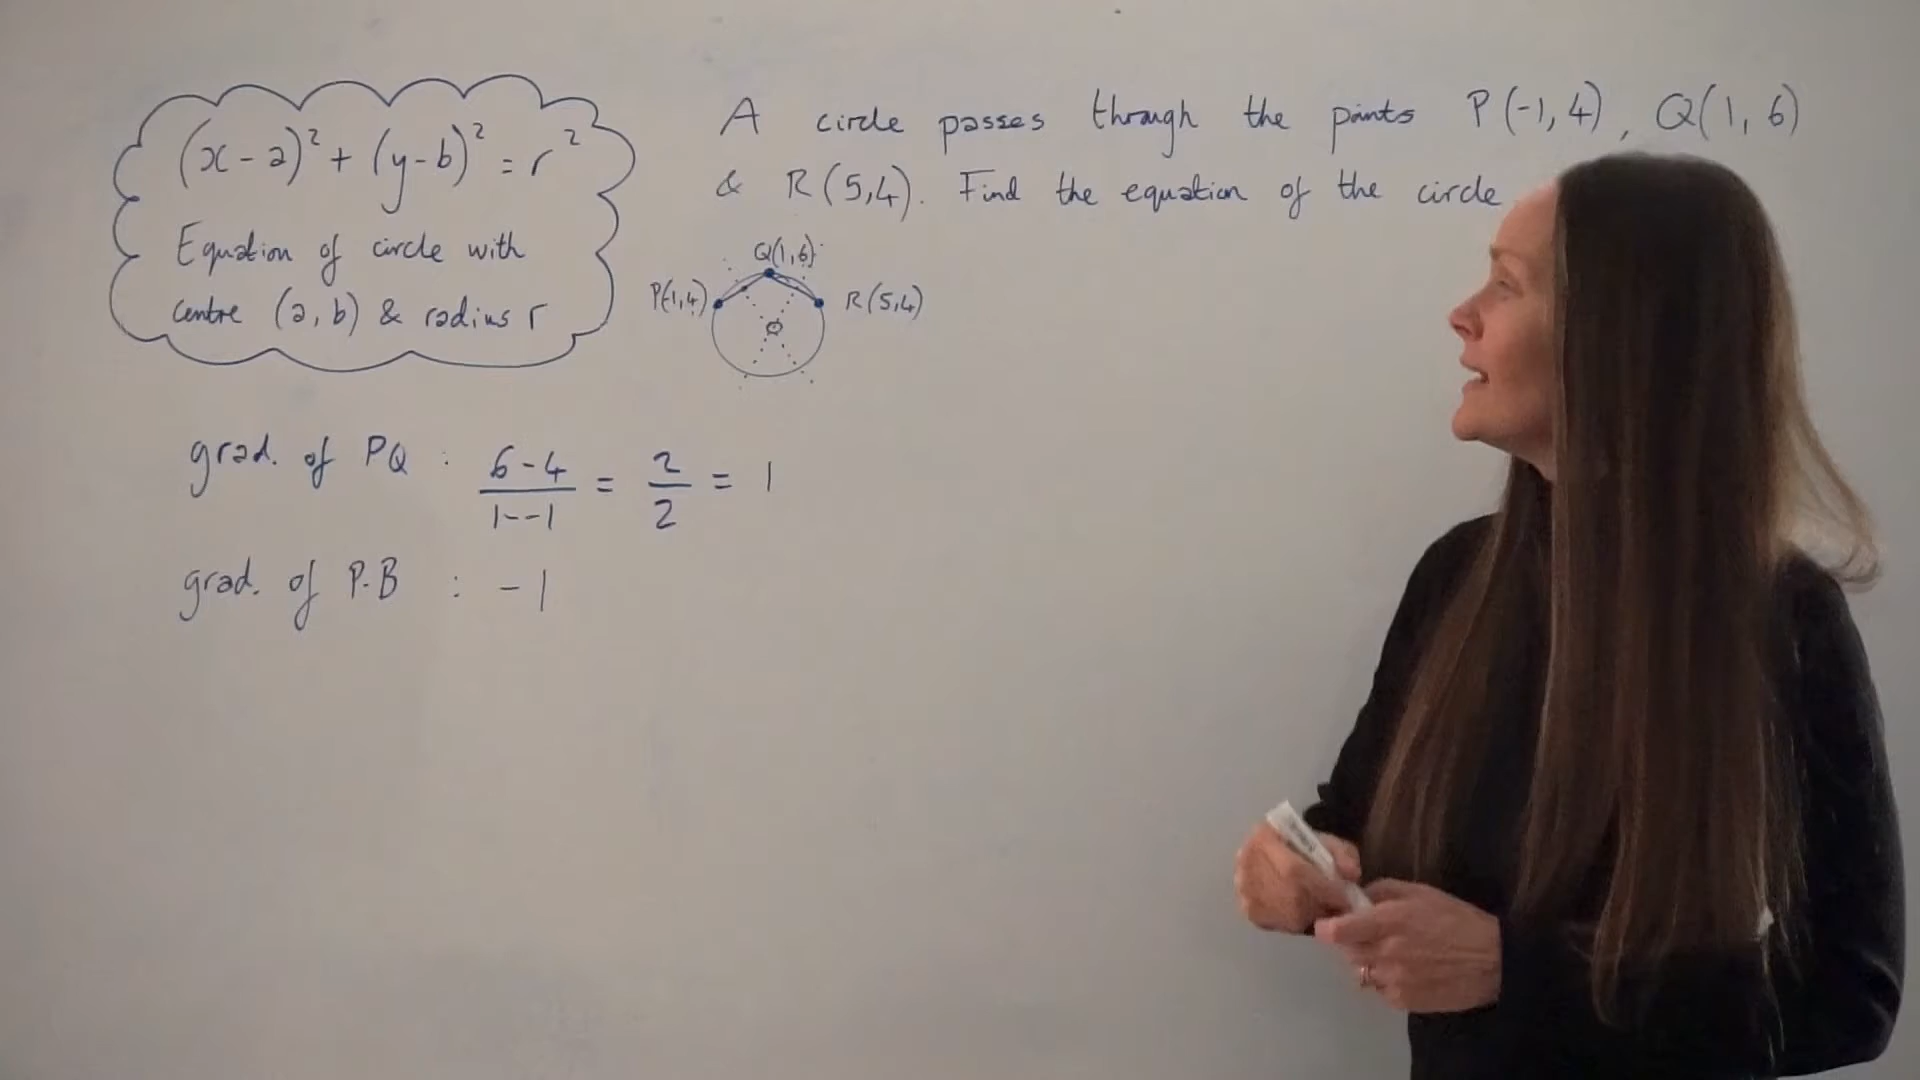 (x-a)² + (y-b)² = r²
Equation of circle with
centre (a, b) & radius r
A circle passes through the points P(-1, 4), Q(1, 6)
& R(5,4). Find the equation of the circle
Q(1,6)
P(-1,4)
R(5,4)
grad. of PQ : 6-4/1--1 = 2/2 = 1
grad. of P.B : -1